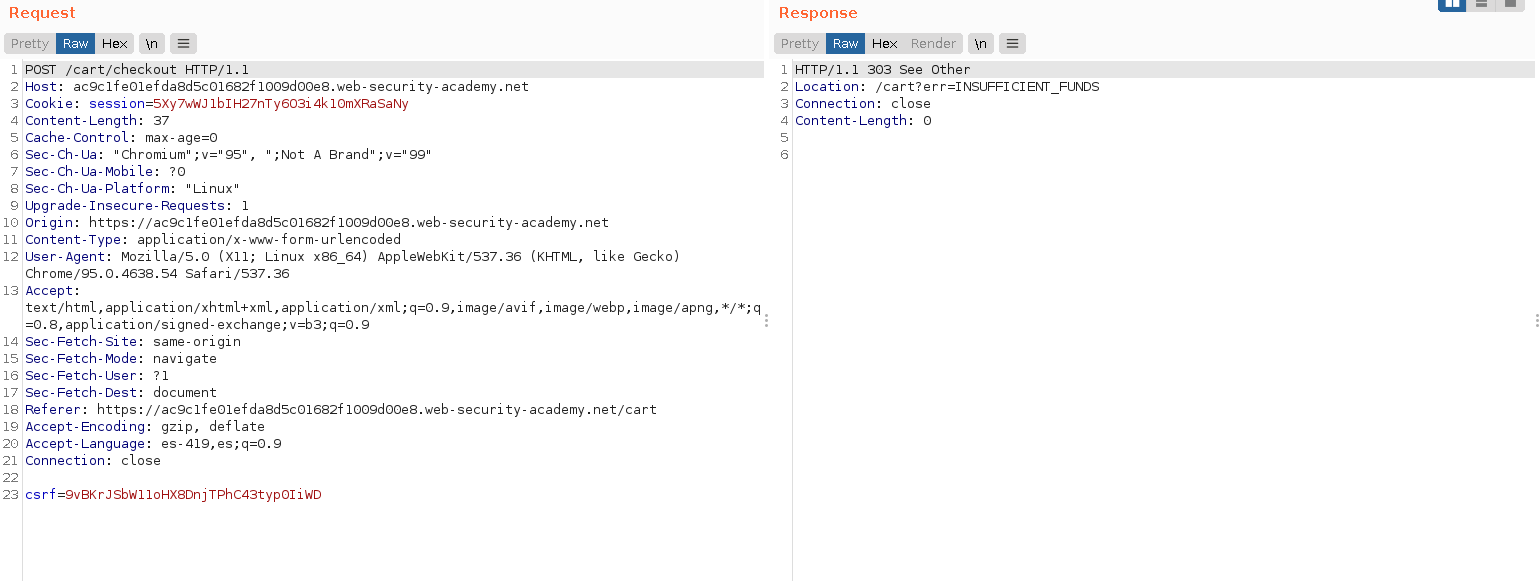 Request
Pretty Raw Hex \n
1 POST /cart/checkout HTTP/1.1
2 Host: ac9c1fe01efda8d5c01682f1009d00e8.web-security-academy.net
3 Cookie: session=5Xy7wWJ1bIH27nTy6O3i4k10mXRaSaNy
4 Content-Length: 37
5 Cache-Control: max-age=0
6 Sec-Ch-Ua: "Chromium";v="95", ";Not A Brand";v="99"
7 Sec-Ch-Ua-Mobile: ?0
8 Sec-Ch-Ua-Platform: "Linux"
9 Upgrade-Insecure-Requests: 1
10 Origin: https://ac9c1fe01efda8d5c01682f1009d00e8.web-security-academy.net
11 Content-Type: application/x-www-form-urlencoded
12 User-Agent: Mozilla/5.0 (X11; Linux x86_64) AppleWebKit/537.36 (KHTML, like Gecko)
Chrome/95.0.4638.54 Safari/537.36
13 Accept:
text/html,application/xhtml+xml,application/xml;q=0.9,image/avif,image/webp,image/apng,*/*;q
=0.8,application/signed-exchange;v=b3;q=0.9
14 Sec-Fetch-Site: same-origin
15 Sec-Fetch-Mode: navigate
16 Sec-Fetch-User: ?1
17 Sec-Fetch-Dest: document
18 Referer: https://ac9c1fe01efda8d5c01682f1009d00e8.web-security-academy.net/cart
19 Accept-Encoding: gzip, deflate
20 Accept-Language: es-419,es;q=0.9
21 Connection: close
22
23 csrf=9vBKrJSbW11oHX8DnjTPhC43typ0IiWD
Response
Pretty Raw Hex Render \n
1 HTTP/1.1 303 See Other
2 Location: /cart?err=INSUFFICIENT_FUNDS
3 Connection: close
4 Content-Length: 0
5
6